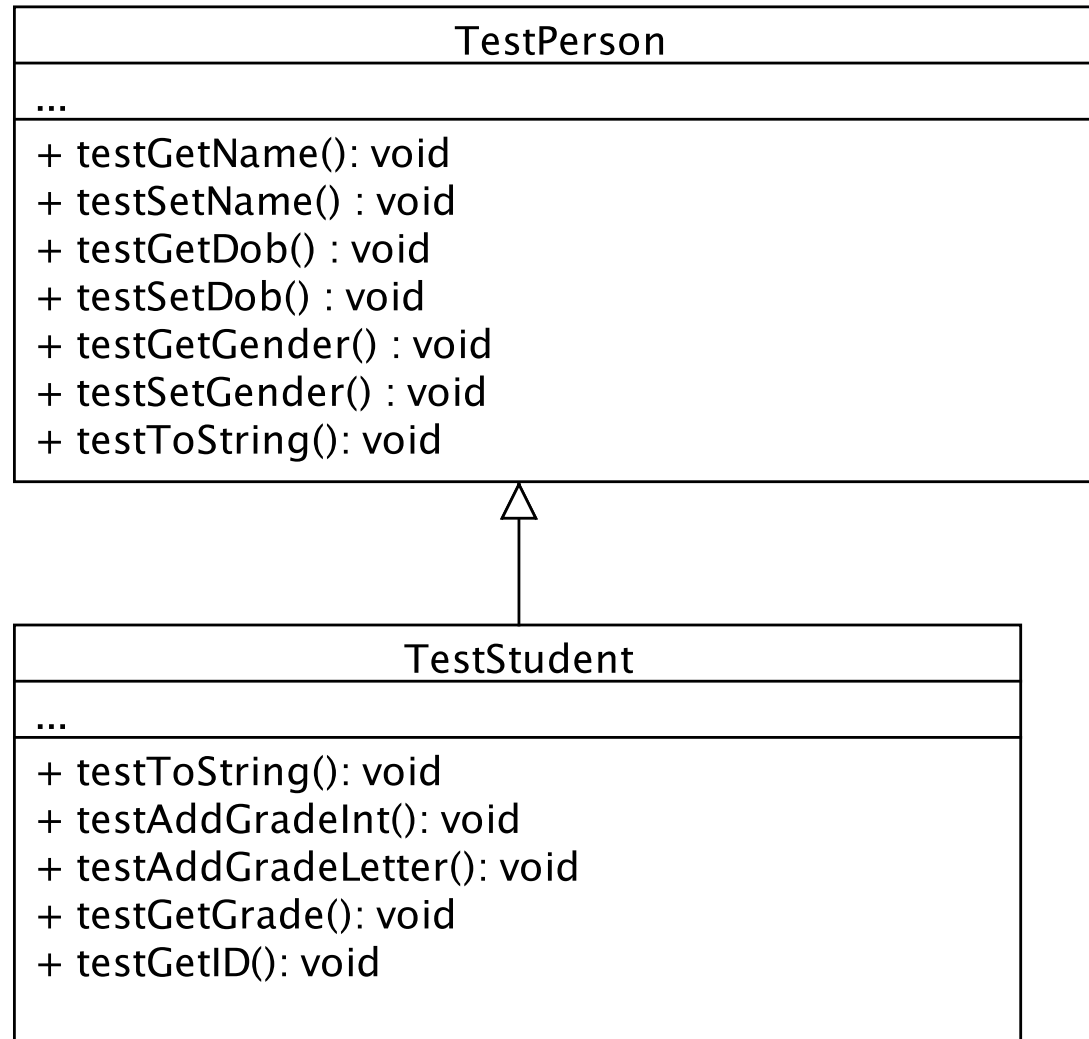 TestPerson
...
+ testGetName(): void
+ testSetName() : void
+ testGetDob() : void
+ testSetDob() : void
+ testGetGender() : void
+ testSetGender() : void
+ testToString(): void
TestStudent
...
+ testToString(): void
+ testAddGradeInt(): void
+ testAddGradeLetter(): void
+ testGetGrade(): void
+ testGetID(): void